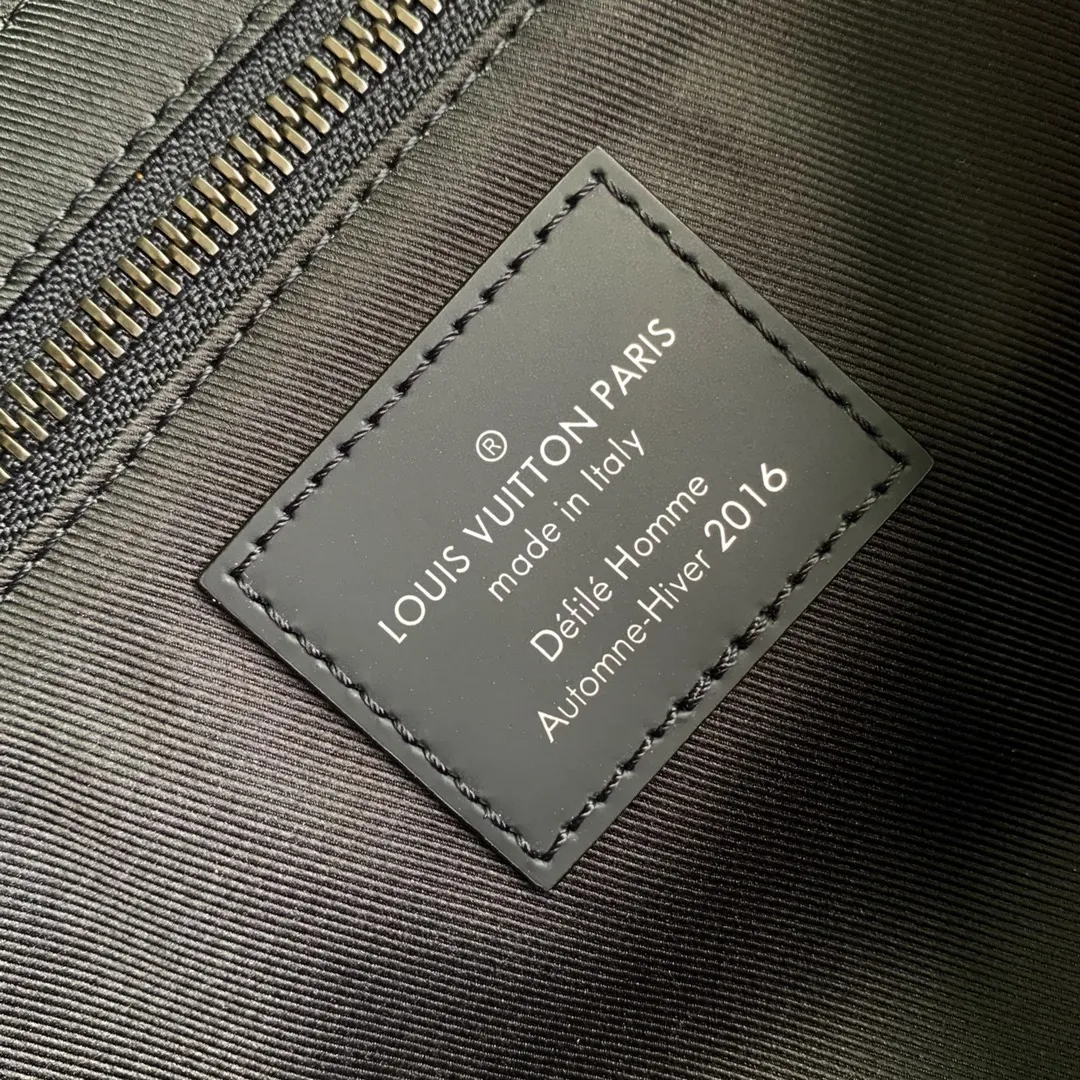 ®
LOUIS VUITTON PARIS
made in Italy
Défilé Homme
Automne-Hiver 2016